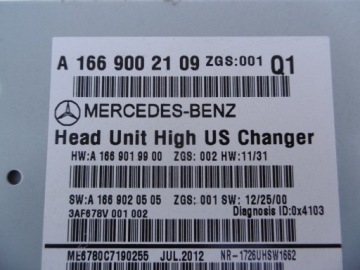 A 166 900 21 09 ZGS:001 Q1
MERCEDES-BENZ
Head Unit High US Changer
HW:A 166 901 99 00 ZGS: 002 HW:11/31
SW:A 166 902 05 05 ZGS: 001 SW: 12/25/00
3AF678V 001 002 Diagnosis ID:0x4103
ME6780C7190255 JUL.2012 NR-1726UHSW1662